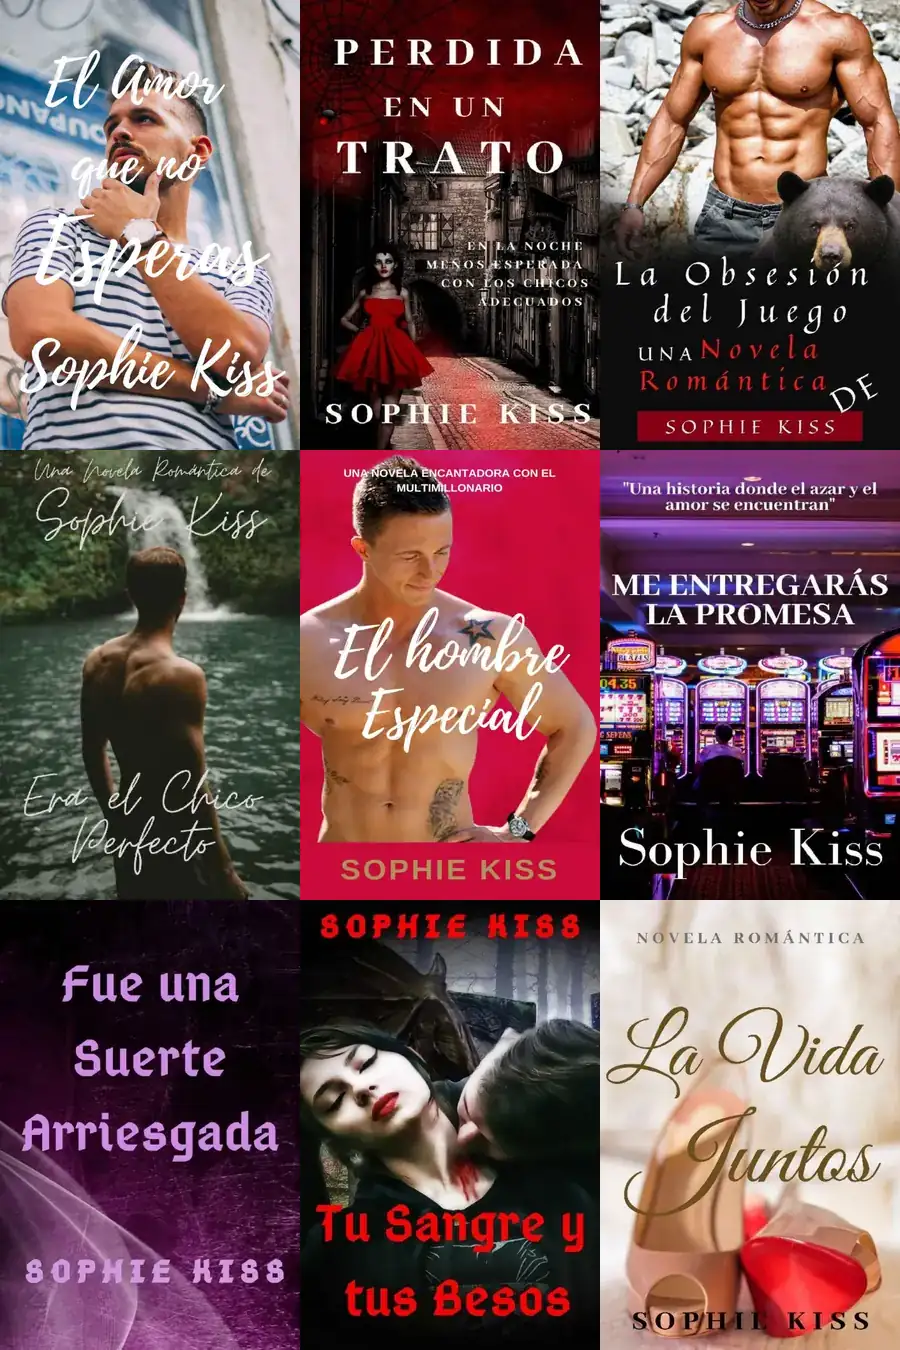 El Amor
que no
Esperas
Sophie Kiss
PERDIDA
EN UN
TRATO
EN LA NOCHE
MENOS ESPERADA
CON LOS CHICOS
ADECUADOS
SOPHIE KISS
La Obsesión
del Juego
UNA Novela
Romántica
DE
SOPHIE KISS
Una Novela Romántica de
Sophie Kiss
Era el Chico
Perfecto
UNA NOVELA ENCANTADORA CON EL
MULTIMILLONARIO
El hombre
Especial
SOPHIE KISS
"Una historia donde el azar y el
amor se encuentran"
ME ENTREGARÁS
LA PROMESA
Sophie Kiss
Fue una
Suerte
Arriesgada
SOPHIE KISS
SOPHIE KISS
Tu Sangre y
tus Besos
NOVELA ROMÁNTICA
La Vida
Juntos
SOPHIE KISS